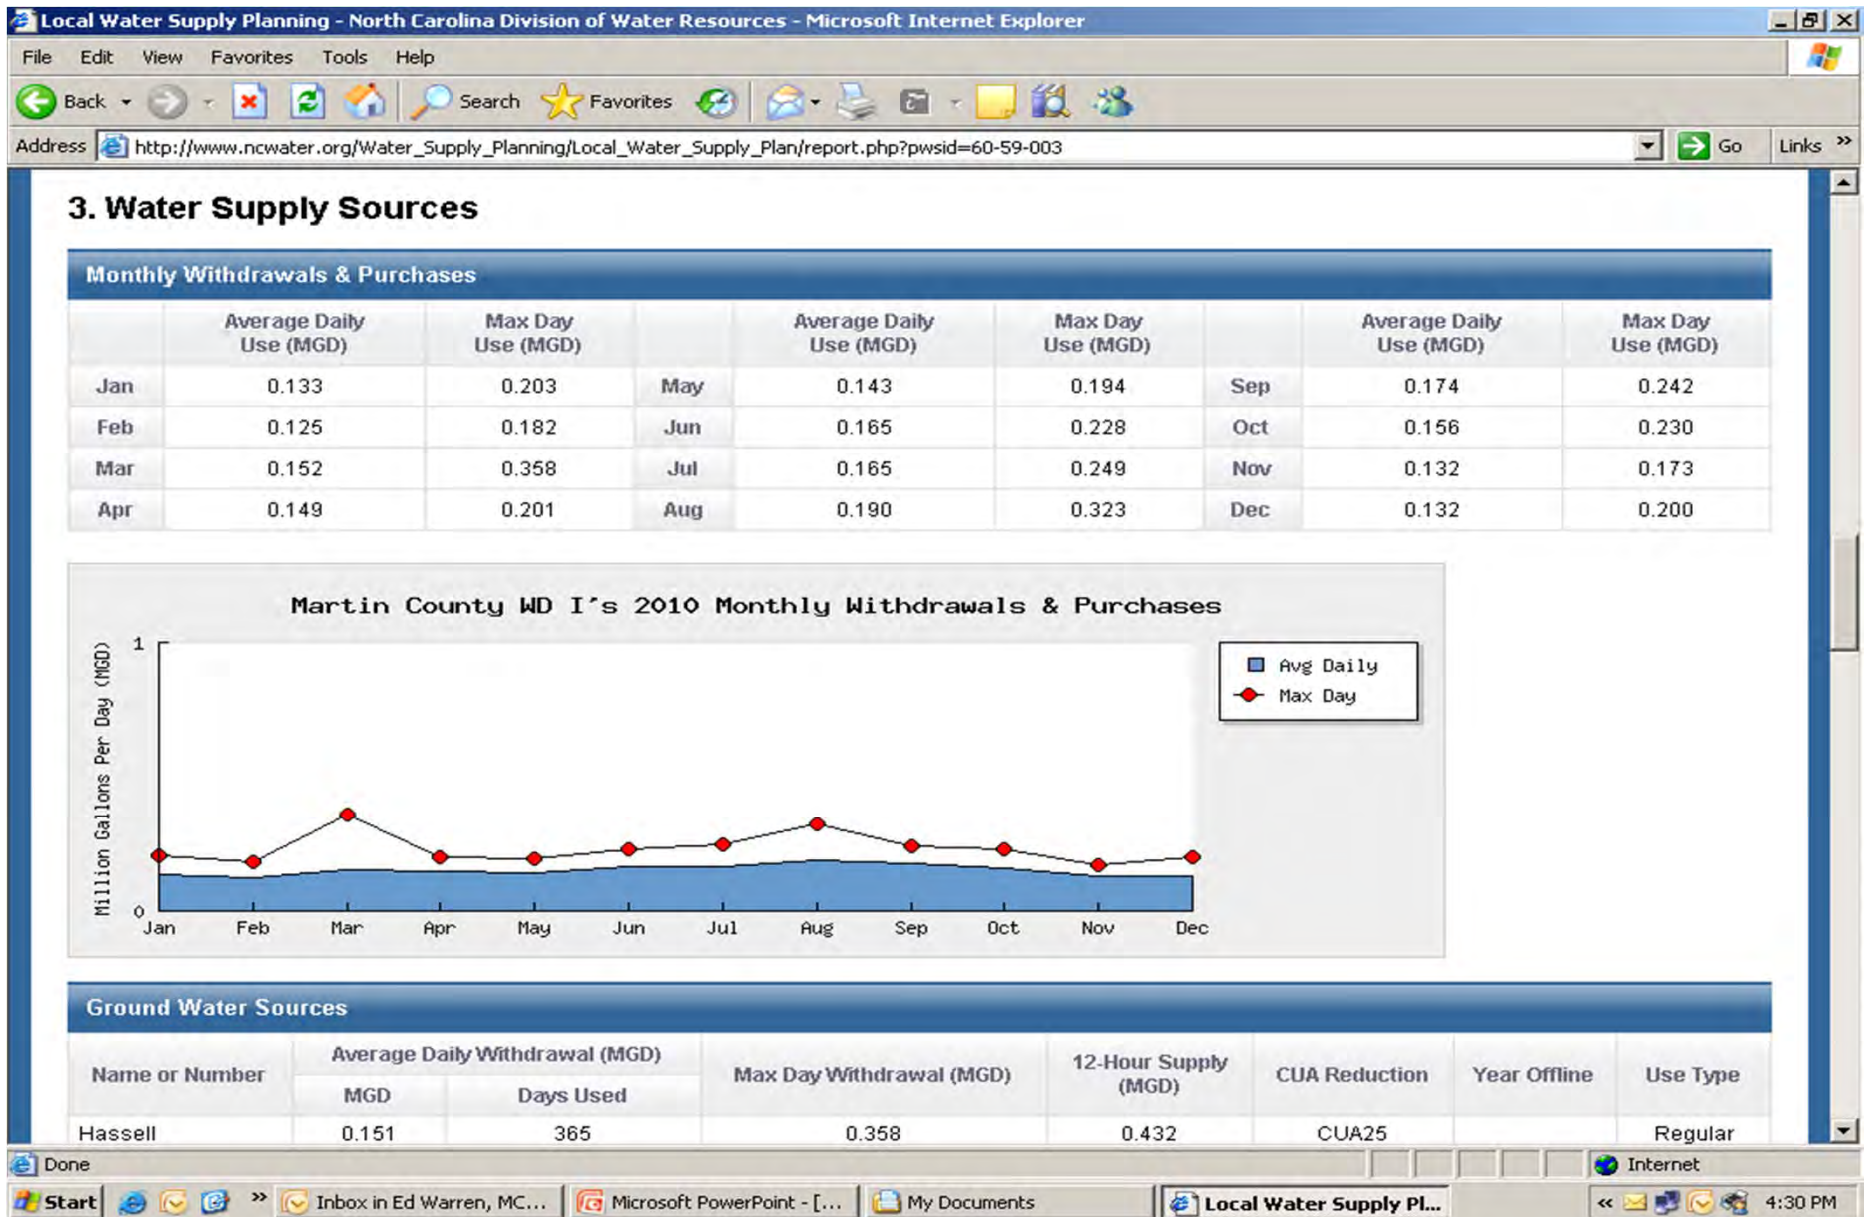 Local Water Supply Planning - North Carolina Division of Water Resources - Microsoft Internet Explorer
File Edit View Favorites Tools Help
Back Search Favorites
Address http://www.ncwater.org/Water_Supply_Planning/Local_Water_Supply_Plan/report.php?pwsid=60-59-003 Go Links »
3. Water Supply Sources
Monthly Withdrawals & Purchases
Average Daily Use (MGD) Max Day Use (MGD) Average Daily Use (MGD) Max Day Use (MGD) Average Daily Use (MGD) Max Day Use (MGD)
Jan 0.133 0.203 May 0.143 0.194 Sep 0.174 0.242
Feb 0.125 0.182 Jun 0.165 0.228 Oct 0.156 0.230
Mar 0.152 0.358 Jul 0.165 0.249 Nov 0.132 0.173
Apr 0.149 0.201 Aug 0.190 0.323 Dec 0.132 0.200
Martin County WD I's 2010 Monthly Withdrawals & Purchases
Million Gallons Per Day (MGD)
1
0
Avg Daily
Max Day
Jan Feb Mar Apr May Jun Jul Aug Sep Oct Nov Dec
Ground Water Sources
Name or Number Average Daily Withdrawal (MGD) Max Day Withdrawal (MGD) 12-Hour Supply (MGD) CUA Reduction Year Offline Use Type
MGD Days Used
Hassell 0.151 365 0.358 0.432 CUA25 Regular
Done Internet
Start » Inbox in Ed Warren, MC... Microsoft PowerPoint - [... My Documents Local Water Supply Pl... « 4:30 PM